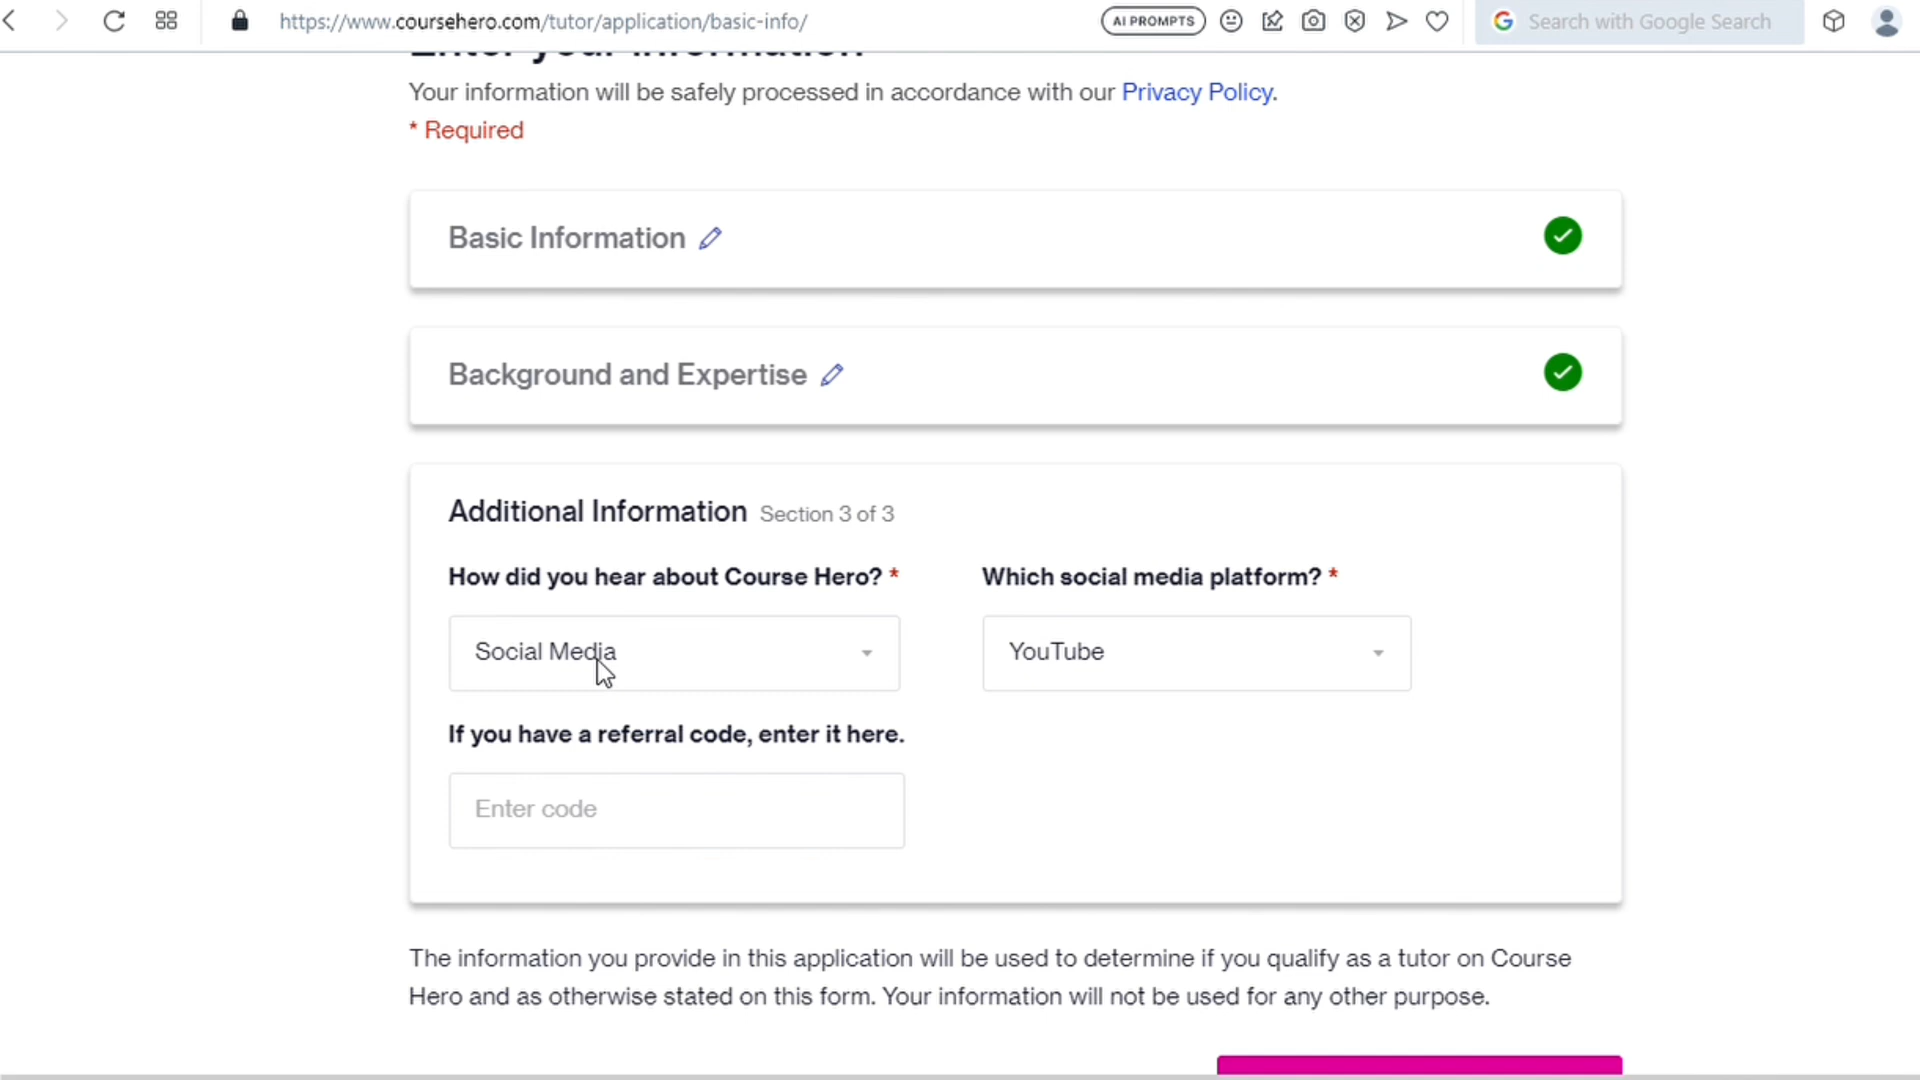 https://www.coursehero.com/tutor/application/basic-info/
AI PROMPTS
Search with Google Search
Enter your information
Your information will be safely processed in accordance with our Privacy Policy.
* Required
Basic Information
Background and Expertise
Additional Information Section 3 of 3
How did you hear about Course Hero? *
Which social media platform? *
Social Media
YouTube
If you have a referral code, enter it here.
Enter code
The information you provide in this application will be used to determine if you qualify as a tutor on Course
Hero and as otherwise stated on this form. Your information will not be used for any other purpose.